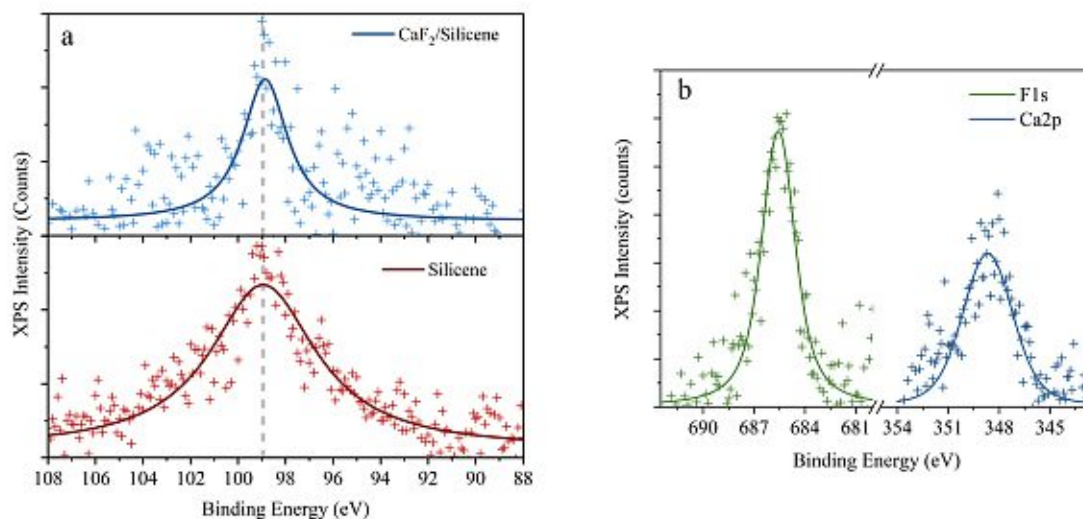 a
CaF2/Silicene
Silicene
XPS Intensity (Counts)
108 106 104 102 100 98 96 94 92 90 88
Binding Energy (eV)
b
F1s
Ca2p
XPS Intensity (counts)
690 687 684 681 354 351 348 345
Binding Energy (eV)